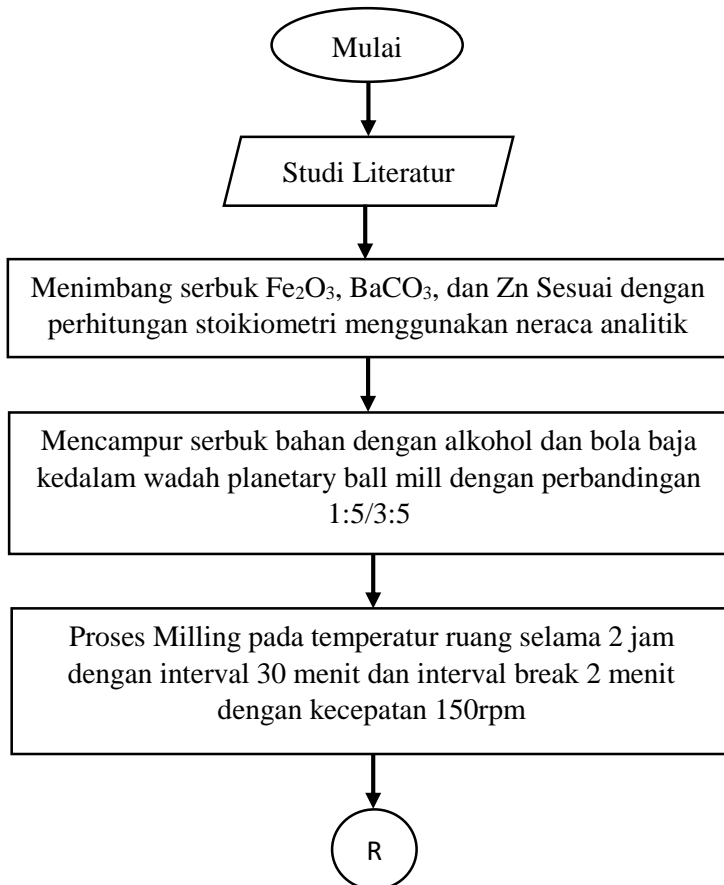 Mulai
Studi Literatur
Menimbang serbuk Fe₂O₃, BaCO₃, dan Zn Sesuai dengan
perhitungan stoikiometri menggunakan neraca analitik
Mencampur serbuk bahan dengan alkohol dan bola baja
kedalam wadah planetary ball mill dengan perbandingan
1:5/3:5
Proses Milling pada temperatur ruang selama 2 jam
dengan interval 30 menit dan interval break 2 menit
dengan kecepatan 150rpm
R